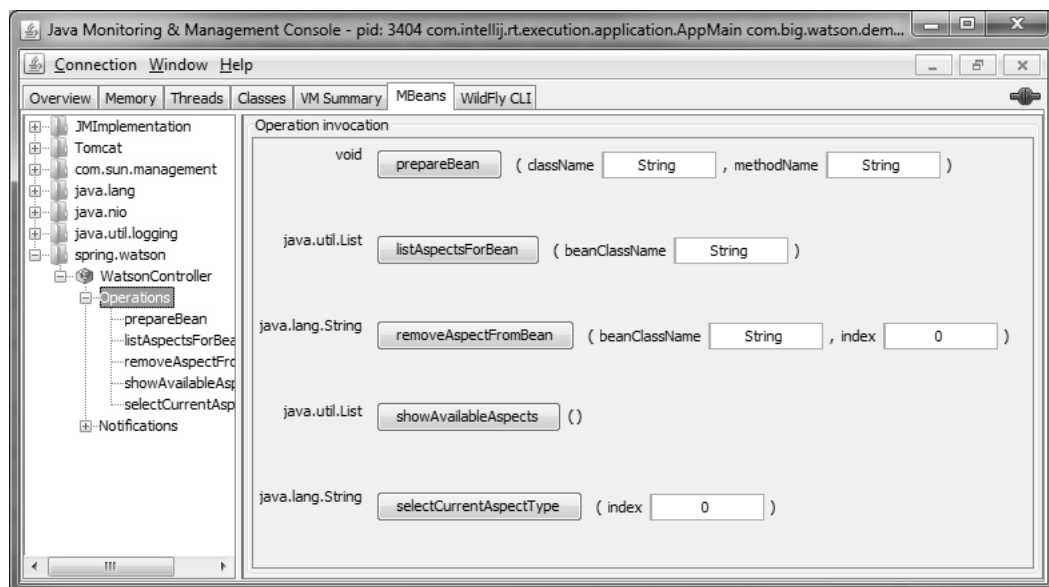 Java Monitoring & Management Console - pid: 3404 com.intellij.rt.execution.application.AppMain com.big.watson.dem...
Connection Window Help
Overview Memory Threads Classes VM Summary MBeans WildFly CLI
JMImplementation
Tomcat
com.sun.management
java.lang
java.nio
java.util.logging
spring.watson
WatsonController
Operations
prepareBean
listAspectsForBea
removeAspectFro
showAvailableAsp
selectCurrentAsp
Notifications
Operation invocation
void prepareBean ( className String , methodName String )
java.util.List listAspectsForBean ( beanClassName String )
java.lang.String removeAspectFromBean ( beanClassName String , index 0 )
java.util.List showAvailableAspects ()
java.lang.String selectCurrentAspectType ( index 0 )